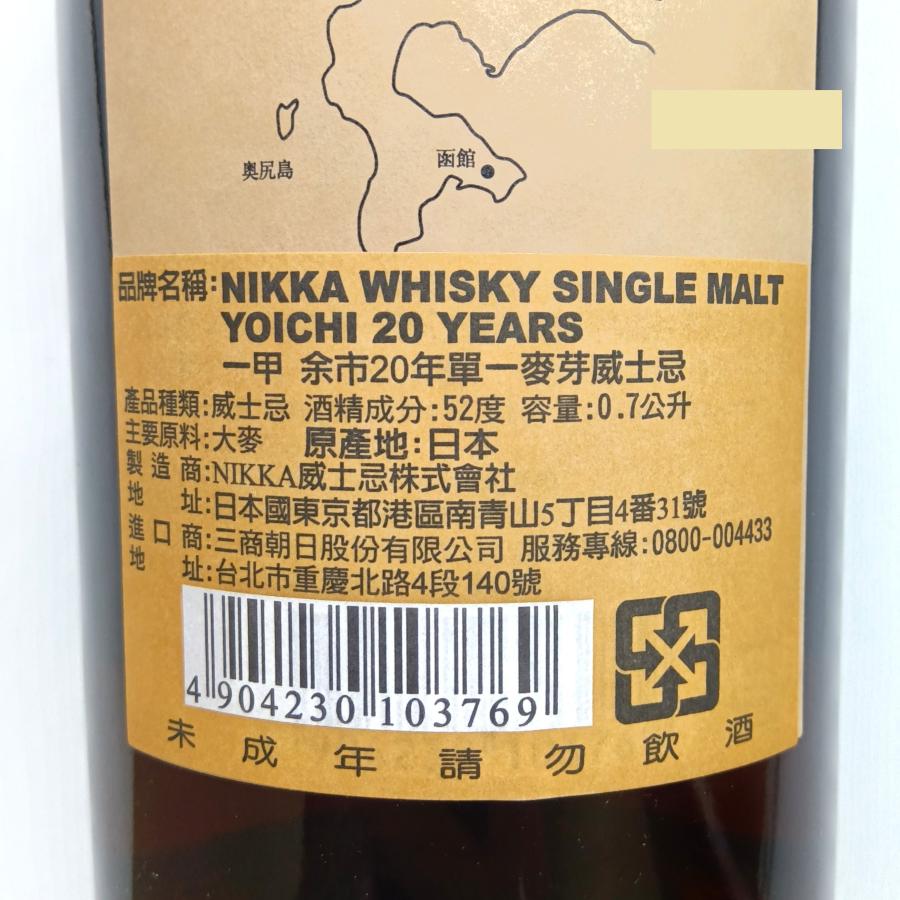 奥尻島
函館
品牌名稱:NIKKA WHISKY SINGLE MALT
YOICHI 20 YEARS
一甲 余市20年單一麥芽威士忌
產品種類:威士忌 酒精成分:52度 容量:0.7公升
主要原料:大麥 原產地:日本
製造商:NIKKA威士忌株式會社
地址:日本國東京都港區南青山5丁目4番31號
進口商:三商朝日股份有限公司 服務專線:0800-004433
地址:台北市重慶北路4段140號
4 904230 103769
未成年請勿飲酒